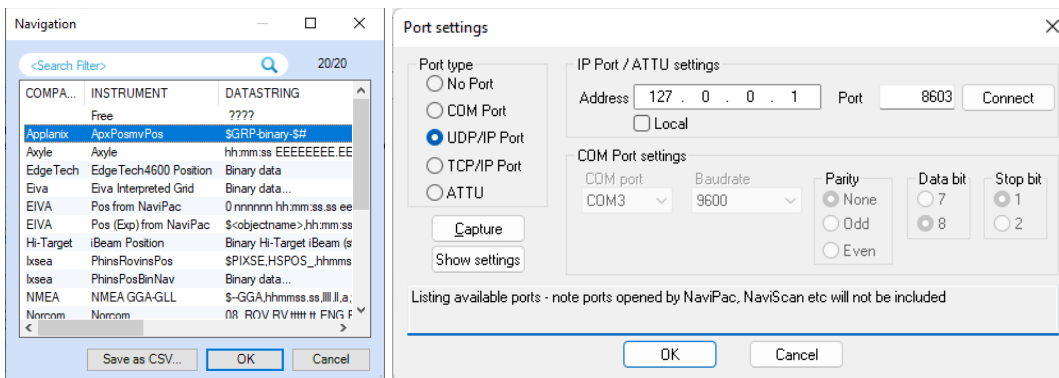 Navigation
<Search Filter>
20/20
COMPA... INSTRUMENT DATASTRING
Free ????
Applanix ApxPosmvPos $GRP-binary-$#
Axyle Axyle hh:mm:ss EEEEEEEE.EE
EdgeTech EdgeTech4600 Position Binary data
Eiva Eiva Interpreted Grid Binary data...
EIVA Pos from NaviPac 0 nnnnnn hh:mm:ss.ss ee
EIVA Pos (Exp) from NaviPac $<objectname>,hh:mm:ss
Hi-Target iBeam Position Binary Hi-Target iBeam (s
Ixsea PhinsRovinsPos $PIXSE,HSPOS_,hhmms
Ixsea PhinsPosBinNav Binary data...
NMEA NMEA GGA-GLL $--GGA,hhmmss.ss,llll.ll,a,
Norcom Norcom 08 ROV RV
Save as CSV... OK Cancel
Port settings
Port type
No Port
COM Port
UDP/IP Port
TCP/IP Port
ATTU
Capture
Show settings
IP Port / ATTU settings
Address 127 . 0 . 0 . 1 Port 8603 Connect
Local
COM Port settings
COM port Baudrate Parity Data bit Stop bit
COM3 9600 None 7 1
Odd 8 2
Even
Listing available ports - note ports opened by NaviPac, NaviScan etc will not be included
OK Cancel